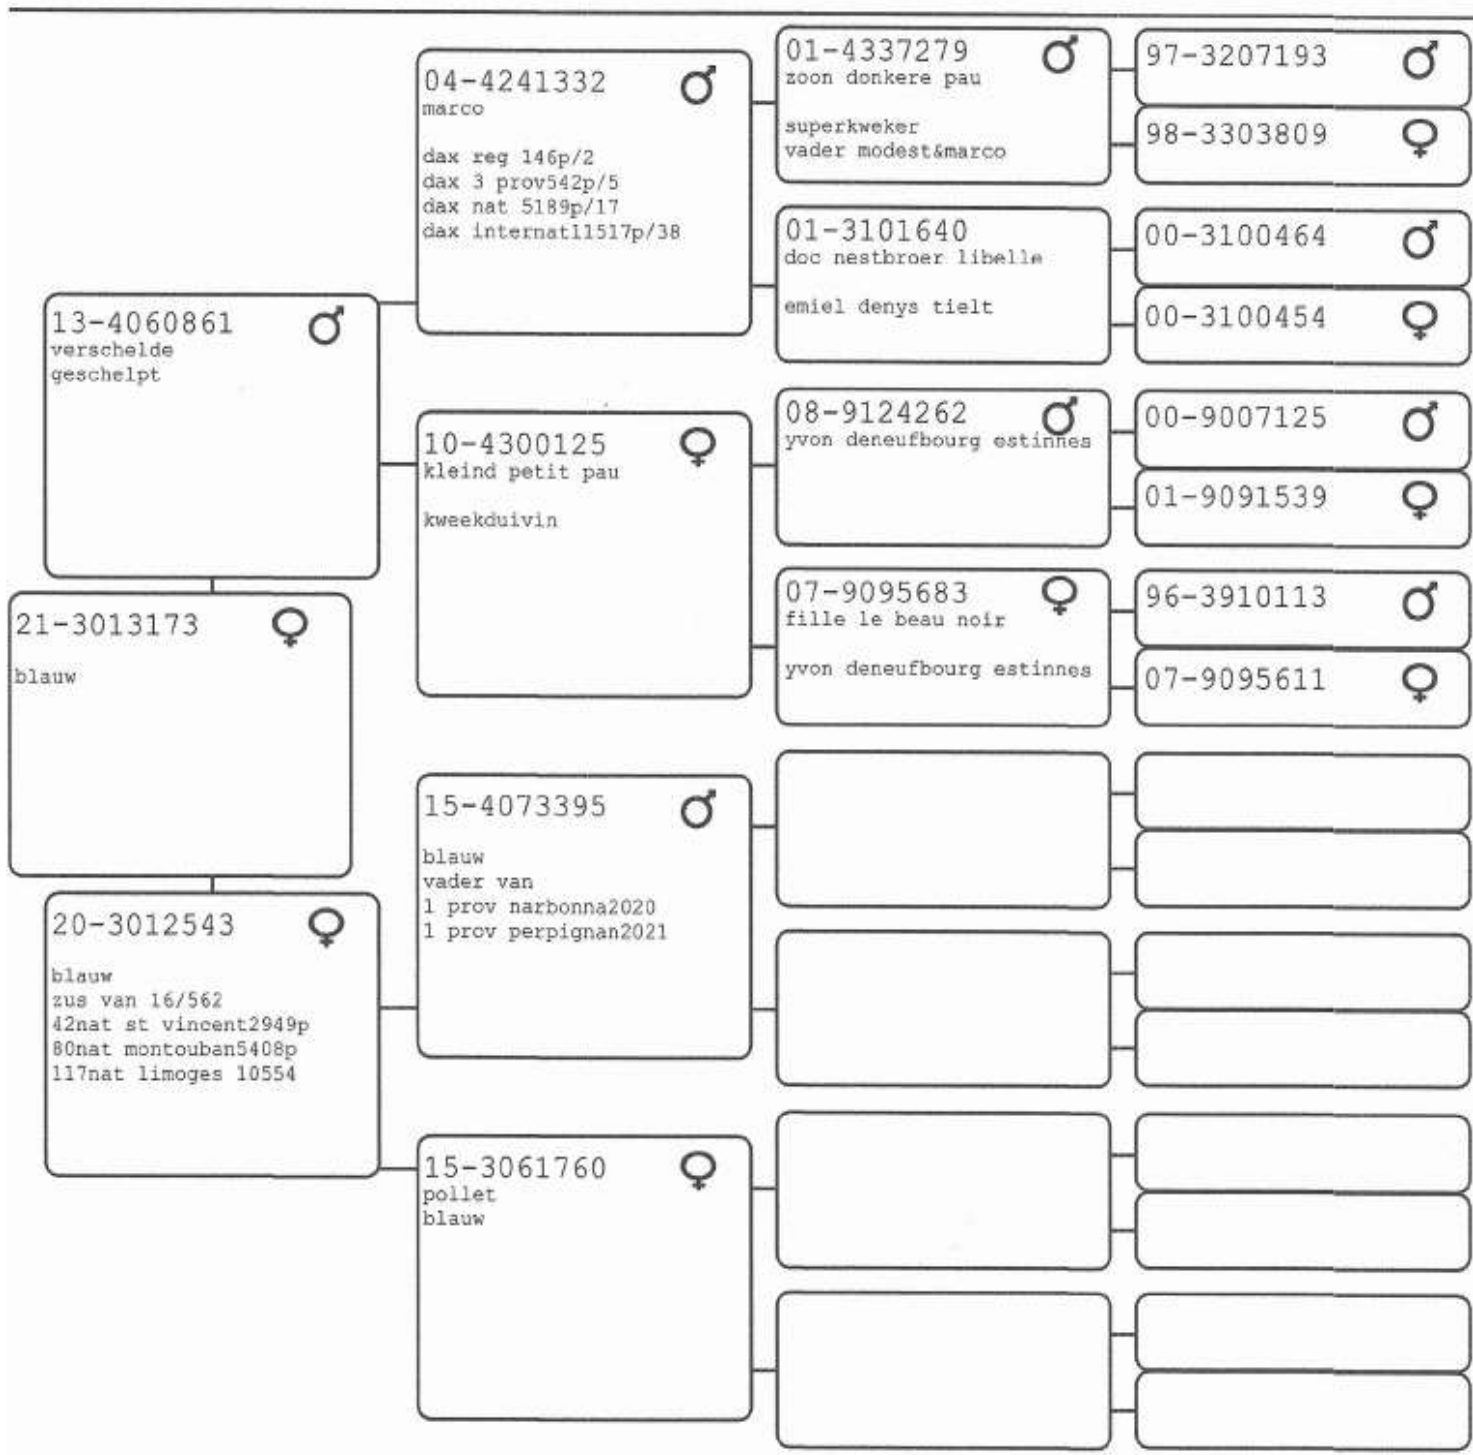 01-4337279
zoon donkere pau
superkweker
vader modest&marco
97-3207193
98-3303809
04-4241332
marco
dax reg 146p/2
dax 3 prov542p/5
dax nat 5189p/17
dax internat11517p/38
01-3101640
doc nestbroer libelle
emiel denys tielt
00-3100464
00-3100454
13-4060861
verschelde
geschelpt
08-9124262
yvon deneufbourg estinnes
00-9007125
01-9091539
10-4300125
kleind petit pau
kweekduivin
07-9095683
fille le beau noir
yvon deneufbourg estinnes
96-3910113
07-9095611
21-3013173
blauw
15-4073395
blauw
vader van
1 prov narbonna2020
1 prov perpignan2021
20-3012543
blauw
zus van 16/562
42nat st vincent2949p
80nat montouban5408p
117nat limoges 10554
15-3061760
pollet
blauw